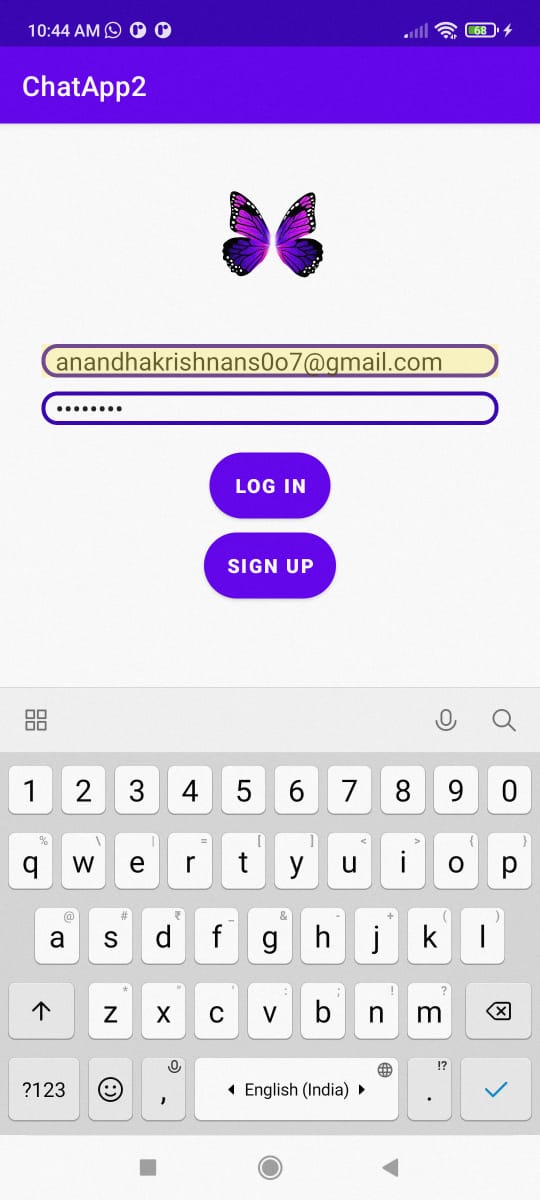 10:44 AM
68
ChatApp2
anandhakrishnans0o7@gmail.com
••••••••
LOG IN
SIGN UP
1 2 3 4 5 6 7 8 9 0
% \ | = [ ] < > { }
q w e r t y u i o p
@ # ₹ _ & - + ( )
a s d f g h j k l
* " ' : ; ! ?
z x c v b n m
!?
?123 , English (India) .